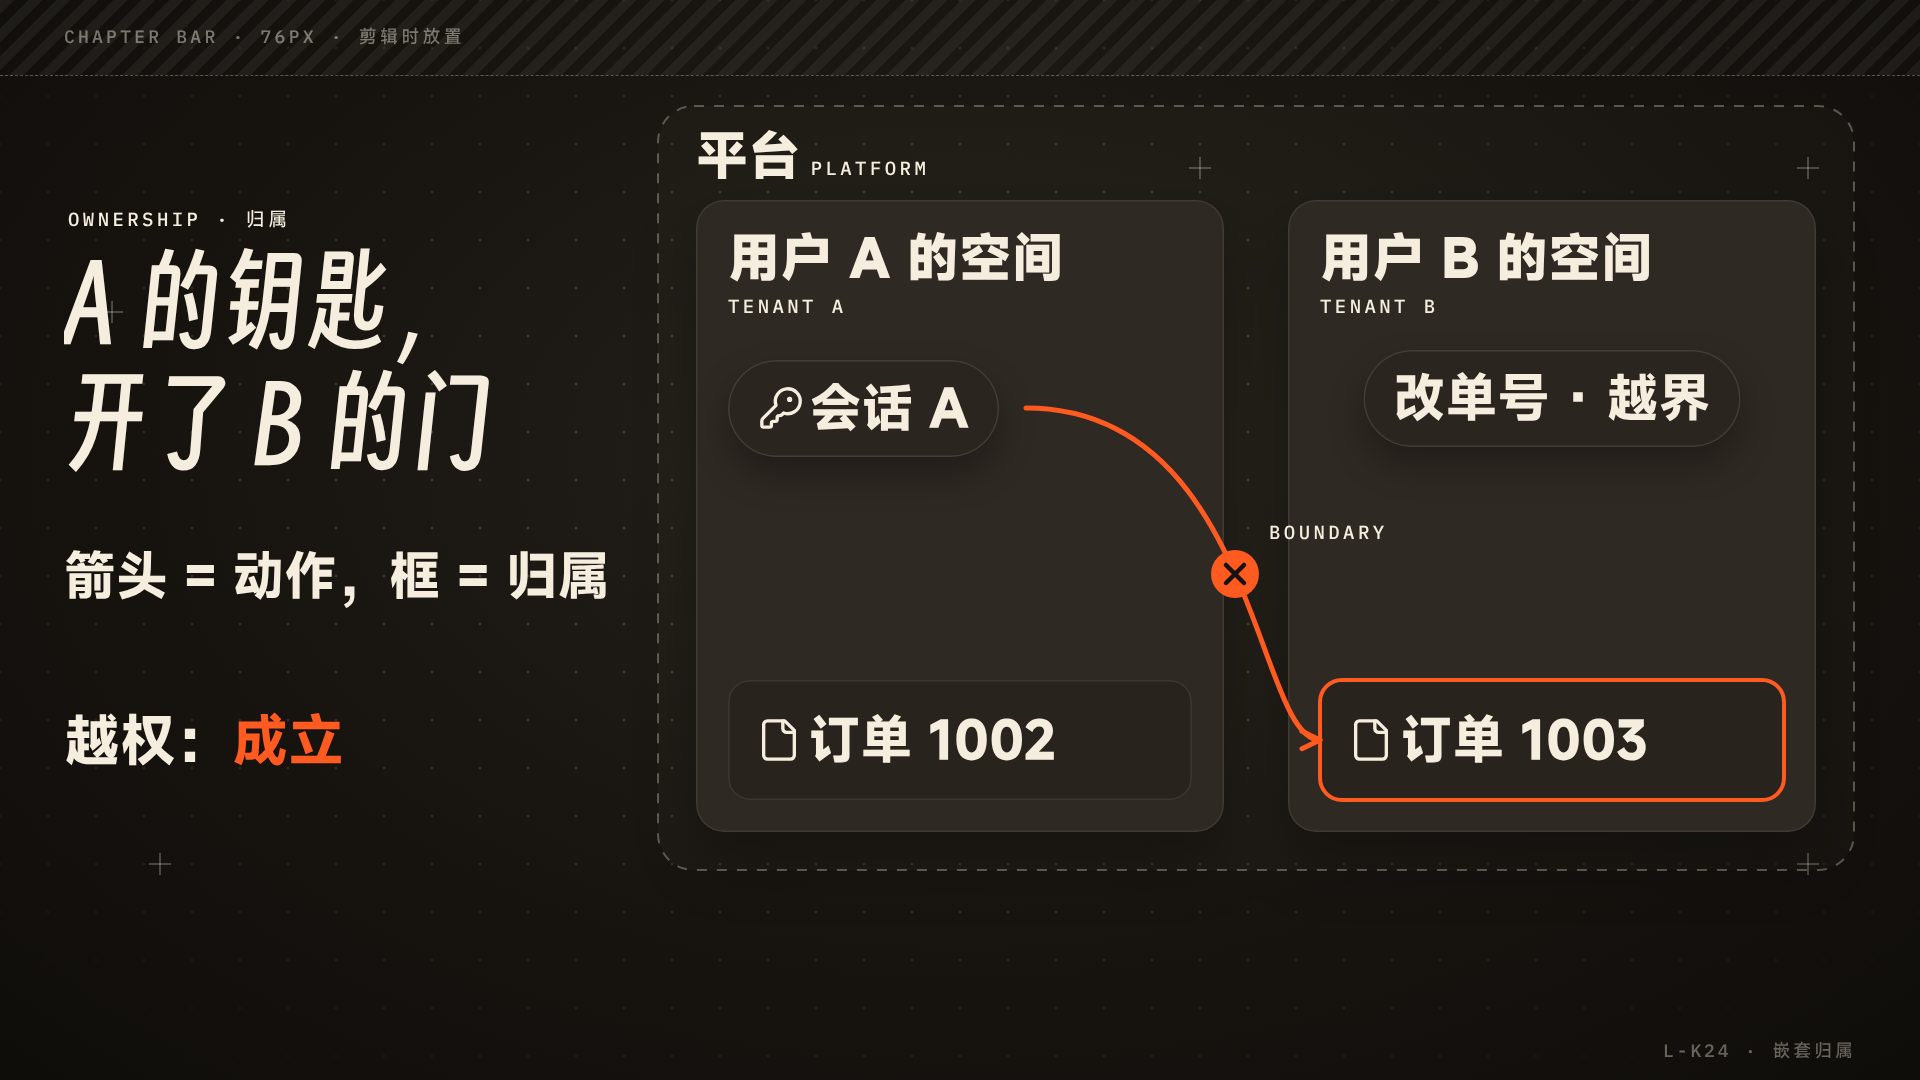 CHAPTER BAR · 76PX · 剪辑时放置
OWNERSHIP · 归属
A 的钥匙,
开了 B 的门
箭头 = 动作，框 = 归属
越权：成立
平台 PLATFORM
用户 A 的空间
TENANT A
会话 A
订单 1002
用户 B 的空间
TENANT B
改单号 · 越界
BOUNDARY
订单 1003
L-K24 · 嵌套归属